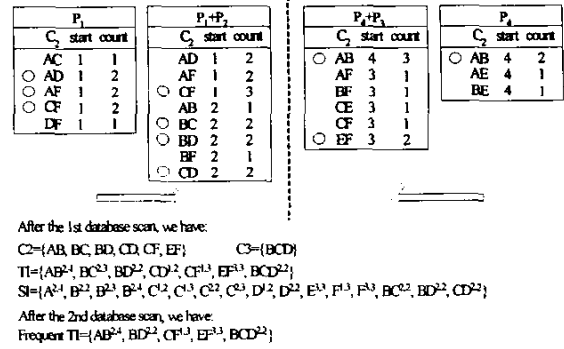 P1 P1+P2 P4+P3 P4
C2 start count C2 start count C2 start count C2 start count
AC 1 1 AD 1 2 AB 4 3 AB 4 2
AD 1 2 AF 1 2 AF 3 1 AE 4 1
AF 1 2 CF 1 3 BF 3 1 BE 4 1
CF 1 2 AB 2 1 CE 3 1
DF 1 1 BC 2 2 CF 3 1
BD 2 2 EF 3 2
BF 2 1
CD 2 2
After the 1st database scan, we have:
C2={AB, BC, BD, CD, CF, EF} C3={BCD}
T1={AB2,4, BC2,3, BD2,2, CD1,2, CF1,3, EF3,3, BCD2,2}
S1={A2,4, B2,2, B2,3, B2,4, C1,2, C1,3, C2,2, C2,3, D1,2, D2,2, E3,3, F1,3, F3,3, BC2,2, BD2,2, CD2,2}
After the 2nd database scan, we have:
Frequent T1={AB2,4, BD2,2, CF1,3, EF3,3, BCD2,2}